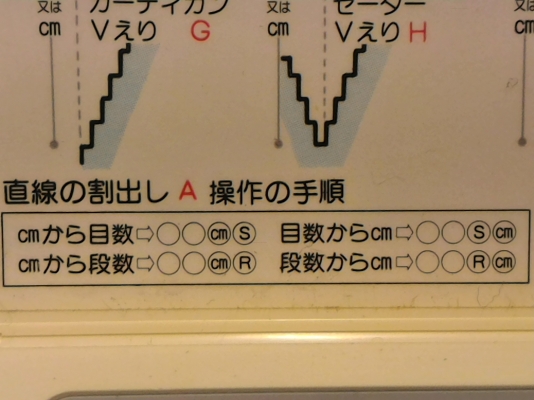 又は カーディガン 又は セーター 又は
cm Vえり G cm Vえり H cm
直線の割出し A 操作の手順
cmから目数⇨○○cmⓈ 目数からcm⇨○○Ⓢcm
cmから段数⇨○○cmⓇ 段数からcm⇨○○Ⓡcm